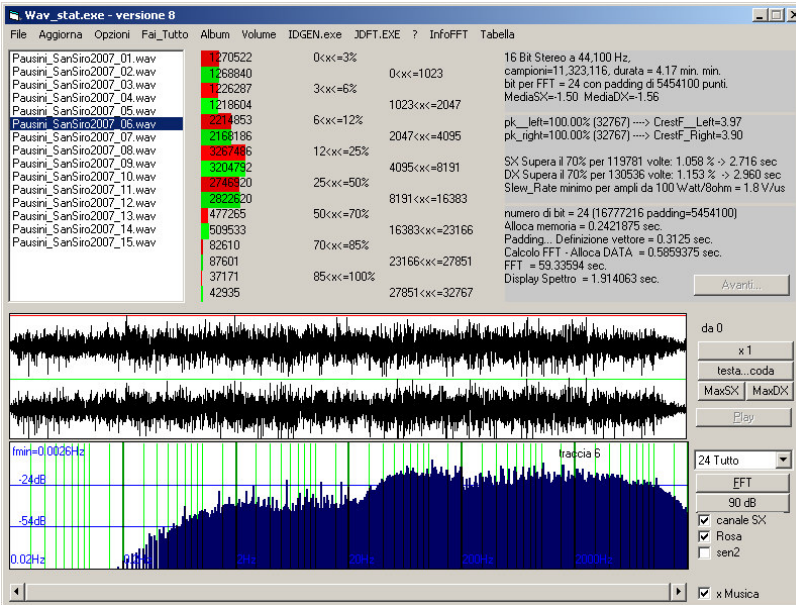 Wav_stat.exe - versione 8
File Aggiorna Opzioni Fai_Tutto Album Volume IDGEN.exe JDFT.EXE ? InfoFFT Tabella
Pausini_SanSiro2007_01.wav
Pausini_SanSiro2007_02.wav
Pausini_SanSiro2007_03.wav
Pausini_SanSiro2007_04.wav
Pausini_SanSiro2007_05.wav
Pausini_SanSiro2007_06.wav
Pausini_SanSiro2007_07.wav
Pausini_SanSiro2007_08.wav
Pausini_SanSiro2007_09.wav
Pausini_SanSiro2007_10.wav
Pausini_SanSiro2007_11.wav
Pausini_SanSiro2007_12.wav
Pausini_SanSiro2007_13.wav
Pausini_SanSiro2007_14.wav
Pausini_SanSiro2007_15.wav
1270522 0<x<=3%
1268840 0<x<=1023
1226287 3<x<=6%
1218604 1023<x<=2047
2214853 6<x<=12%
2168186 2047<x<=4095
3267486 12<x<=25%
3204792 4095<x<=8191
2746920 25<x<=50%
2822620 8191<x<=16383
477265 50<x<=70%
509533 16383<x<=23166
82610 70<x<=85%
87601 23166<x<=27851
37171 85<x<=100%
42935 27851<x<=32767
16 Bit Stereo a 44,100 Hz,
campioni=11,323,116, durata = 4.17 min. min.
bit per FFT = 24 con padding di 5454100 punti.
MediaSX=-1.50 MediaDX=-1.56
pk__left=100.00% (32767) ----> CrestF__Left=3.97
pk_right=100.00% (32767) ----> CrestF_Right=3.90
SX Supera il 70% per 119781 volte: 1.058 % -> 2.716 sec
DX Supera il 70% per 130536 volte: 1.153 % -> 2.960 sec
Slew_Rate minimo per ampli da 100 Watt/8ohm = 1.8 V/us
numero di bit = 24 (16777216 padding=5454100)
Alloca memoria = 0.2421875 sec.
Padding... Definizione vettore = 0.3125 sec.
Calcolo FFT - Alloca DATA = 0.5859375 sec.
FFT = 59.33594 sec.
Display Spettro = 1.914063 sec.
Avanti...
da 0
x 1
testa...coda
MaxSX MaxDX
Play
fmin=0.0026Hz
traccia 6
-24dB
-54dB
0.02Hz 0.2Hz 2Hz 20Hz 200Hz 2000Hz
24 Tutto
FFT
90 dB
canale SX
Rosa
sen2
x Musica